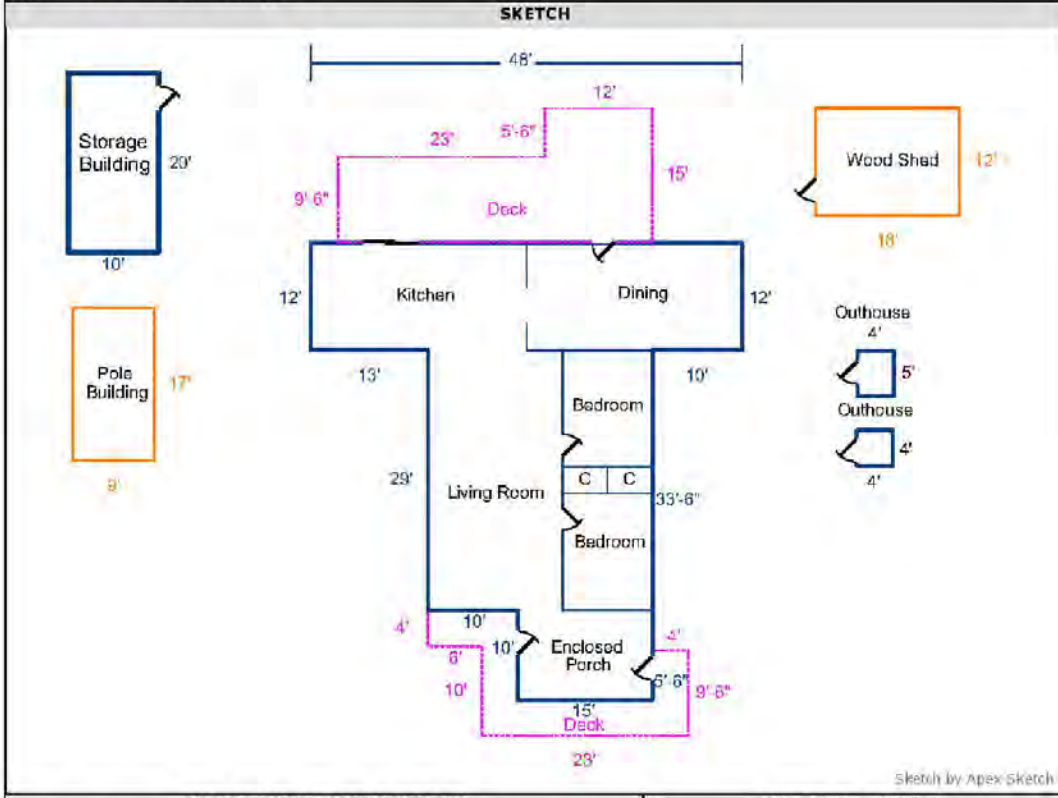 SKETCH
48'
12'
23'
5'-6"
15'
9'-6"
Deck
Storage
Building
20'
10'
Wood Shed
12'
18'
12'
Kitchen
Dining
12'
13'
10'
Pole
Building
17'
9'
Outhouse
4'
5'
Outhouse
4'
4'
Bedroom
29'
Living Room
C
C
33'-6"
Bedroom
4'
10'
6'
10'
10'
Enclosed
Porch
4'
5'-6"
9'-6"
15'
Deck
23'
Sketch by Apex Sketch